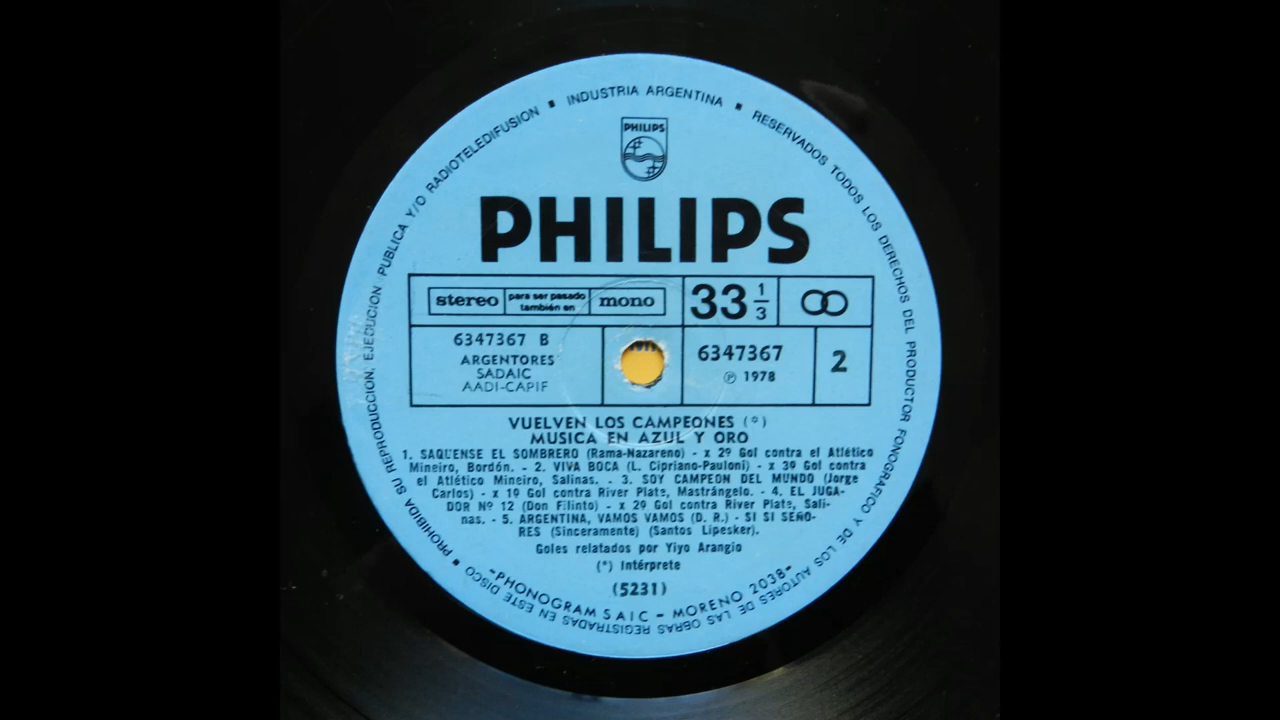 PROHIBIDA SU REPRODUCCION, EJECUCION PUBLICA Y/O RADIOTELEDIFUSION ▪ INDUSTRIA ARGENTINA ▪ RESERVADOS TODOS LOS DERECHOS DEL PRODUCTOR FONOGRAFICO Y DE LOS AUTORES DE LAS OBRAS REGISTRADAS EN ESTE DISCO ▪
PHILIPS
PHILIPS
stereo para ser pasado también en mono 33 1/3
6347367 B
ARGENTORES
SADAIC
AADI-CAPIF
6347367
℗ 1978
2
VUELVEN LOS CAMPEONES (*)
MUSICA EN AZUL Y ORO
1. SAQUENSE EL SOMBRERO (Rama-Nazareno) - x 2º Gol contra el Atlético
Mineiro, Bordón. - 2. VIVA BOCA (L. Cipriano-Pauloni) - x 3º Gol contra
el Atlético Mineiro, Salinas. - 3. SOY CAMPEON DEL MUNDO (Jorge
Carlos) - x 1º Gol contra River Plate, Mastrángelo. - 4. EL JUGA-
DOR Nº 12 (Don Filinto) - x 2º Gol contra River Plate, Sali-
nas. - 5. ARGENTINA, VAMOS VAMOS (D. R.) - SI SI SEÑO-
RES (Sinceramente) (Santos Lipesker).
Goles relatados por Yiyo Arangio
(*) Intérprete
(5231)
-PHONOGRAM S A I C - MORENO 2038-